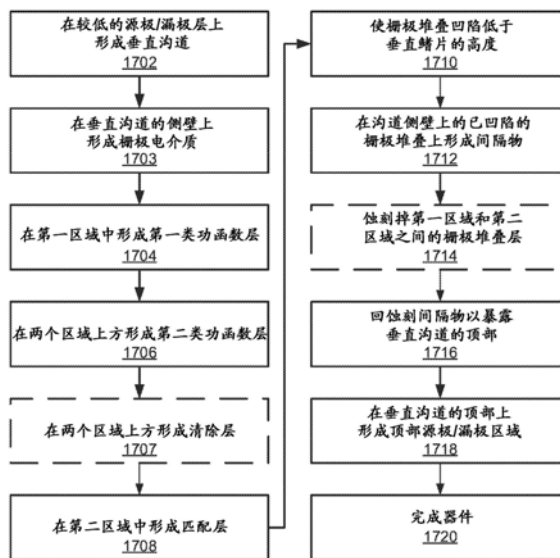 在较低的源极/漏极层上
形成垂直沟道
1702
在垂直沟道的侧壁上
形成栅极电介质
1703
在第一区域中形成第一类功函数层
1704
在两个区域上方形成第二类功函数层
1706
在两个区域上方形成清除层
1707
在第二区域中形成匹配层
1708
使栅极堆叠凹陷低于
垂直鳍片的高度
1710
在沟道侧壁上的已凹陷的
栅极堆叠上形成间隔物
1712
蚀刻掉第一区域和第二
区域之间的栅极堆叠层
1714
回蚀刻间隔物以暴露
垂直沟道的顶部
1716
在垂直沟道的顶部上
形成顶部源极/漏极区域
1718
完成器件
1720